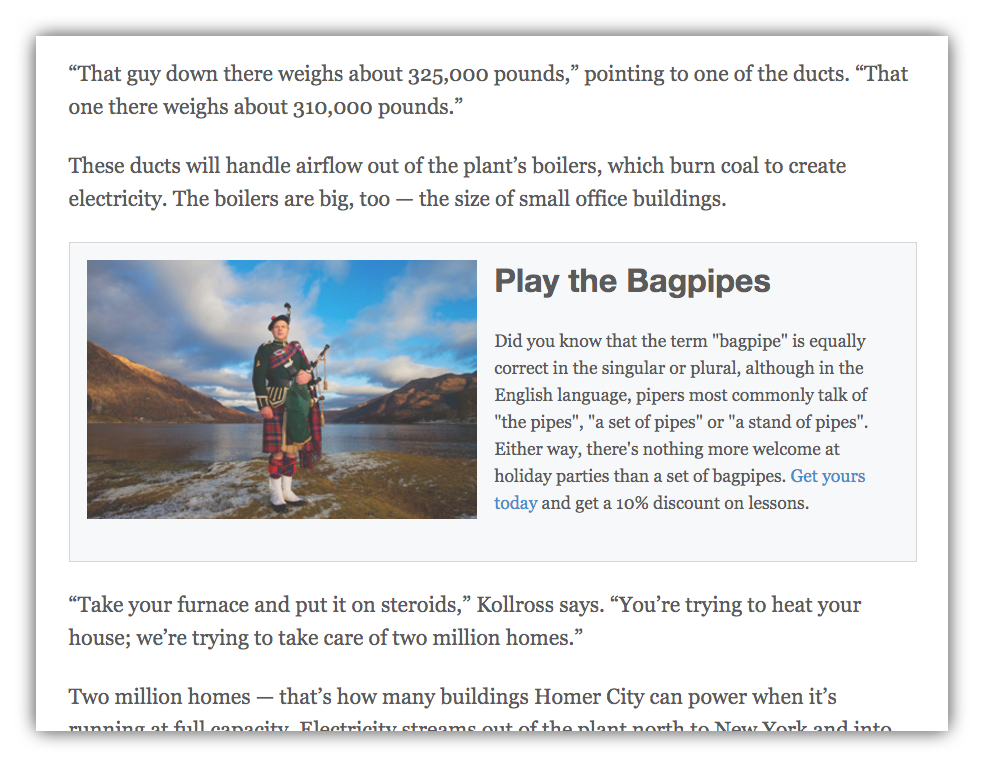 “That guy down there weighs about 325,000 pounds,” pointing to one of the ducts. “That
one there weighs about 310,000 pounds.”
These ducts will handle airflow out of the plant’s boilers, which burn coal to create
electricity. The boilers are big, too — the size of small office buildings.
Play the Bagpipes
Did you know that the term "bagpipe" is equally
correct in the singular or plural, although in the
English language, pipers most commonly talk of
"the pipes", "a set of pipes" or "a stand of pipes".
Either way, there's nothing more welcome at
holiday parties than a set of bagpipes. Get yours
today and get a 10% discount on lessons.
“Take your furnace and put it on steroids,” Kollross says. “You’re trying to heat your
house; we’re trying to take care of two million homes.”
Two million homes — that’s how many buildings Homer City can power when it’s
running at full capacity. Electricity streams out of the plant north to New York and into